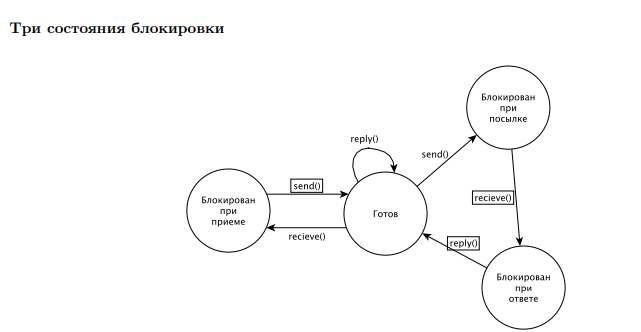 Три состояния блокировки
Блокирован
при
посылке
reply()
send()
send()
Блокирован
при
приеме
recieve()
Готов
recieve()
reply()
Блокирован
при
ответе